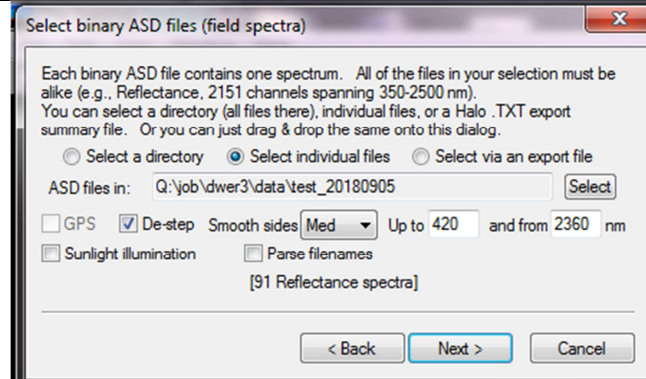 Select binary ASD files (field spectra)
Each binary ASD file contains one spectrum. All of the files in your selection must be
alike (e.g., Reflectance, 2151 channels spanning 350-2500 nm).
You can select a directory (all files there), individual files, or a Halo .TXT export
summary file. Or you can just drag & drop the same onto this dialog.
Select a directory Select individual files Select via an export file
ASD files in: Q:\job\dwer3\data\test_20180905 Select
GPS De-step Smooth sides Med Up to 420 and from 2360 nm
Sunlight illumination Parse filenames
[91 Reflectance spectra]
< Back Next > Cancel